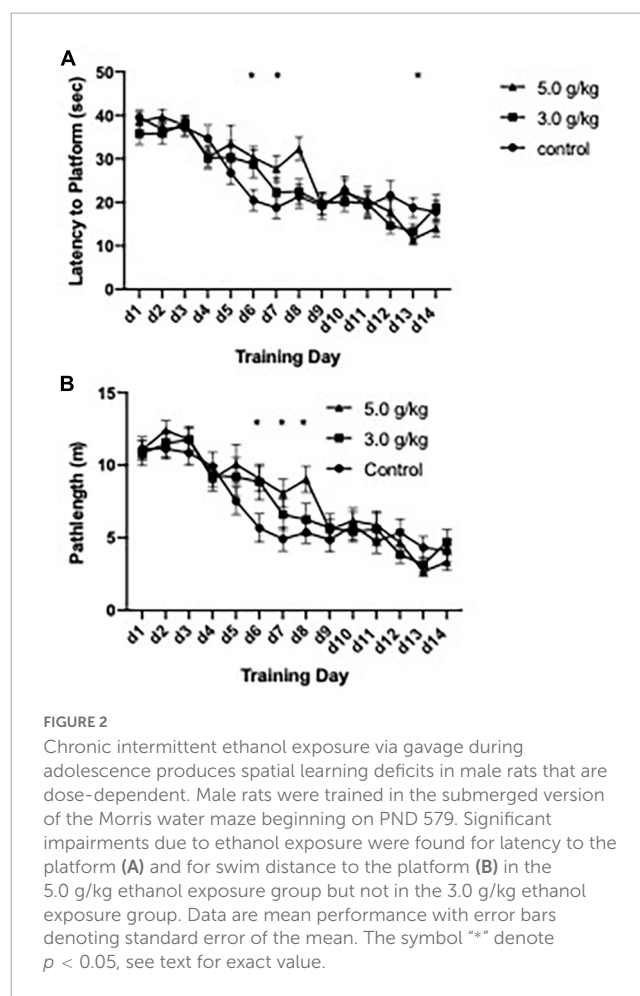 A
* * *
50
40
30
20
10
0
Latency to Platform (sec)
5.0 g/kg
3.0 g/kg
control
d1 d2 d3 d4 d5 d6 d7 d8 d9 d10 d11 d12 d13 d14
Training Day
B
* * *
15
10
5
0
Pathlength (m)
5.0 g/kg
3.0 g/kg
Control
d1 d2 d3 d4 d5 d6 d7 d8 d9 d10 d11 d12 d13 d14
Training Day
FIGURE 2
Chronic intermittent ethanol exposure via gavage during
adolescence produces spatial learning deficits in male rats that are
dose-dependent. Male rats were trained in the submerged version
of the Morris water maze beginning on PND 579. Significant
impairments due to ethanol exposure were found for latency to the
platform (A) and for swim distance to the platform (B) in the
5.0 g/kg ethanol exposure group but not in the 3.0 g/kg ethanol
exposure group. Data are mean performance with error bars
denoting standard error of the mean. The symbol “*” denote
p < 0.05, see text for exact value.